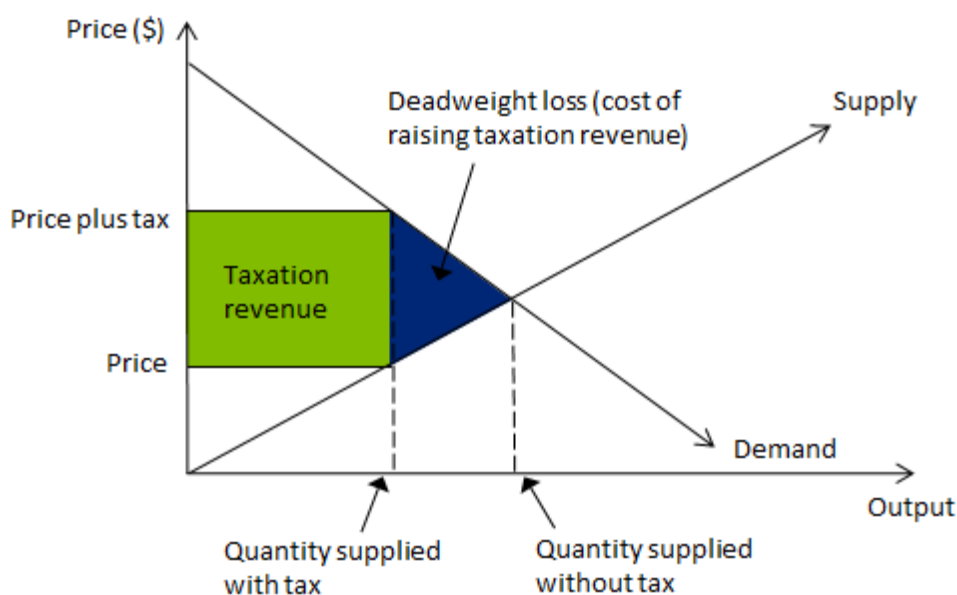 Price ($)
Deadweight loss (cost of
raising taxation revenue)
Supply
Price plus tax
Taxation
revenue
Price
Demand
Output
Quantity supplied
with tax
Quantity supplied
without tax